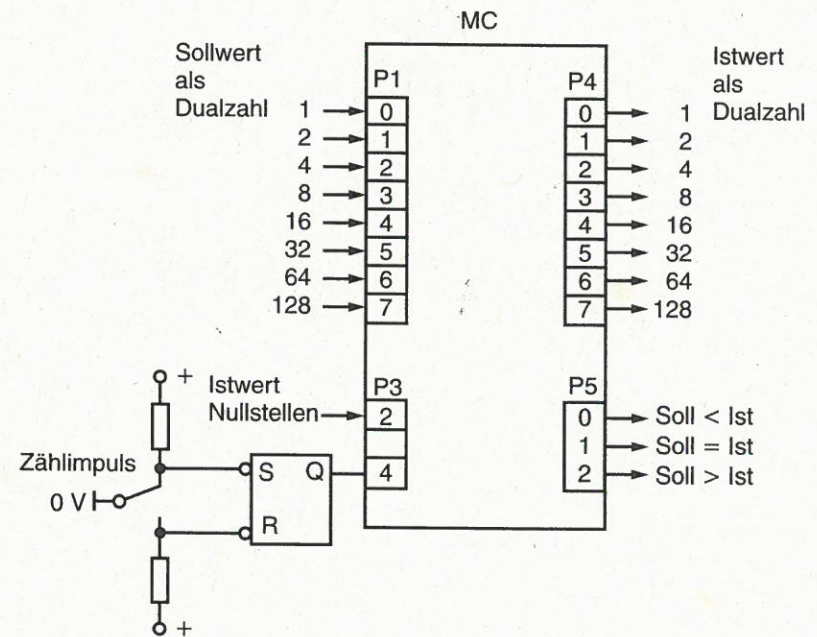 MC
Sollwert
als
Dualzahl
1
2
4
8
16
32
64
128
P1
0
1
2
3
4
5
6
7
P4
0
1
2
3
4
5
6
7
Istwert
als
Dualzahl
1
2
4
8
16
32
64
128
+
Istwert
Nullstellen
P3
2
4
Zählimpuls
0 V
S Q
R
+
P5
0
1
2
Soll < Ist
Soll = Ist
Soll > Ist